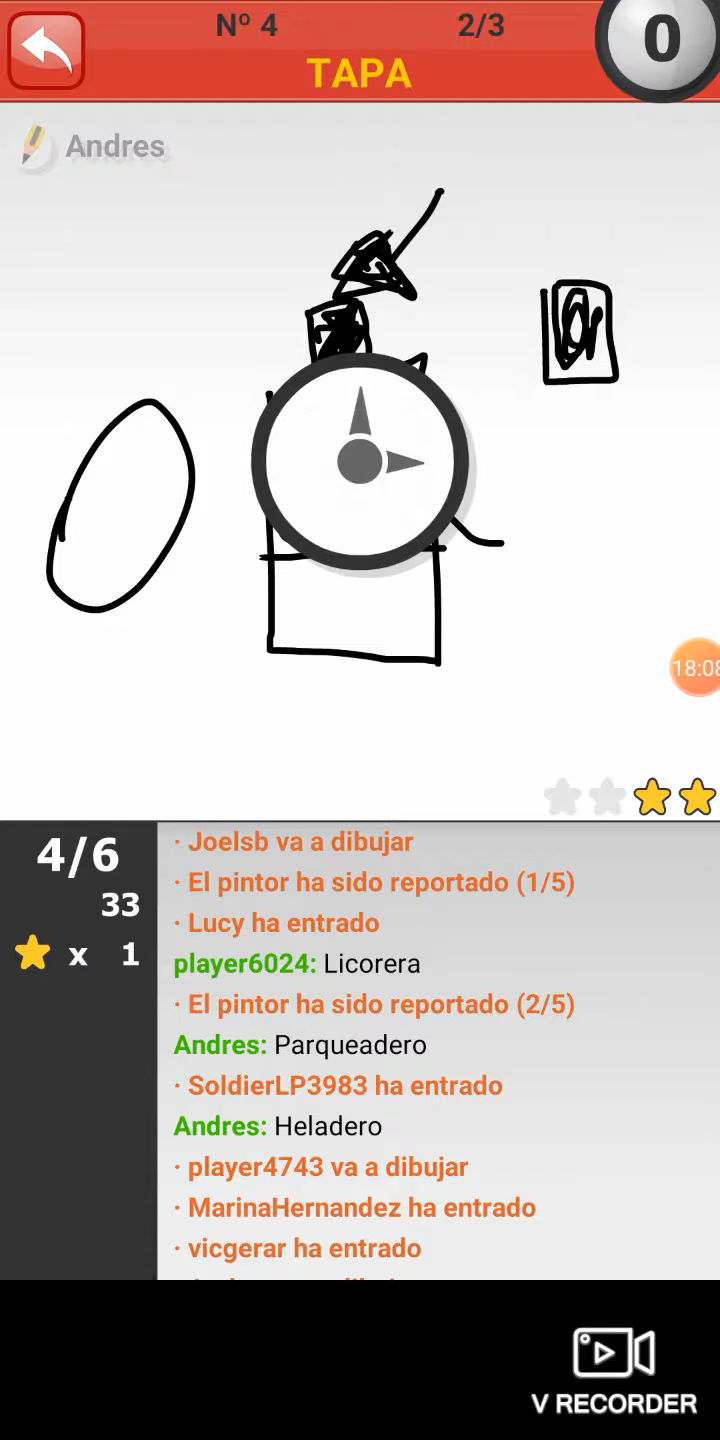 Nº 4 2/3 0
TAPA
Andres
18:08
4/6
33
x 1
· Joelsb va a dibujar
· El pintor ha sido reportado (1/5)
· Lucy ha entrado
player6024: Licorera
· El pintor ha sido reportado (2/5)
Andres: Parqueadero
· SoldierLP3983 ha entrado
Andres: Heladero
· player4743 va a dibujar
· MarinaHernandez ha entrado
· vicgerar ha entrado
V RECORDER